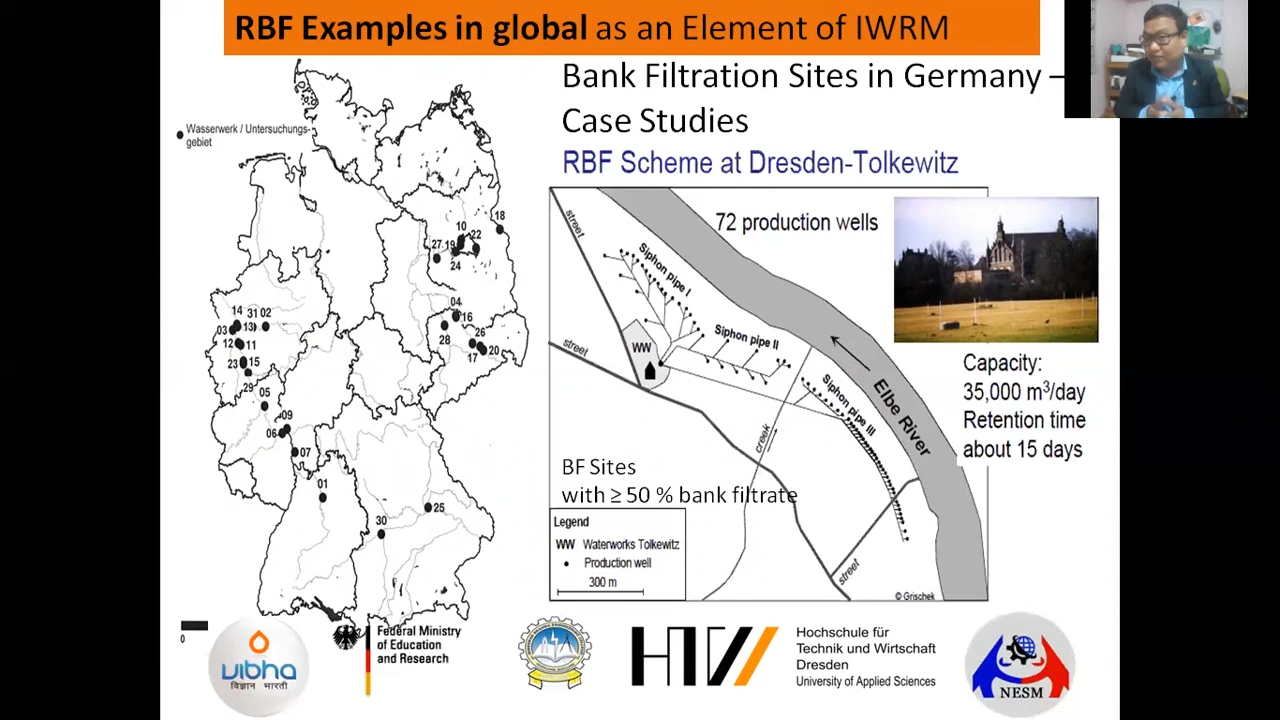 RBF Examples in global as an Element of IWRM
Bank Filtration Sites in Germany –
Case Studies
RBF Scheme at Dresden-Tolkewitz
Wasserwerk / Untersuchungs-
gebiet
18
10
22
27
19
24
04
16
28
26
17
20
14
31
02
03
13
12
11
23
15
29
05
09
06
07
01
25
30
0
72 production wells
street
Siphon pipe I
Siphon pipe II
Siphon pipe III
WW
street
creek
Elbe River
street
BF Sites
with ≥ 50 % bank filtrate
Legend
WW Waterworks Tolkewitz
Production well
300 m
© Grischek
Capacity:
35,000 m³/day
Retention time
about 15 days
vibha
विज्ञान भारती
Federal Ministry
of Education
and Research
HTW
Hochschule für
Technik und Wirtschaft
Dresden
University of Applied Sciences
NESM